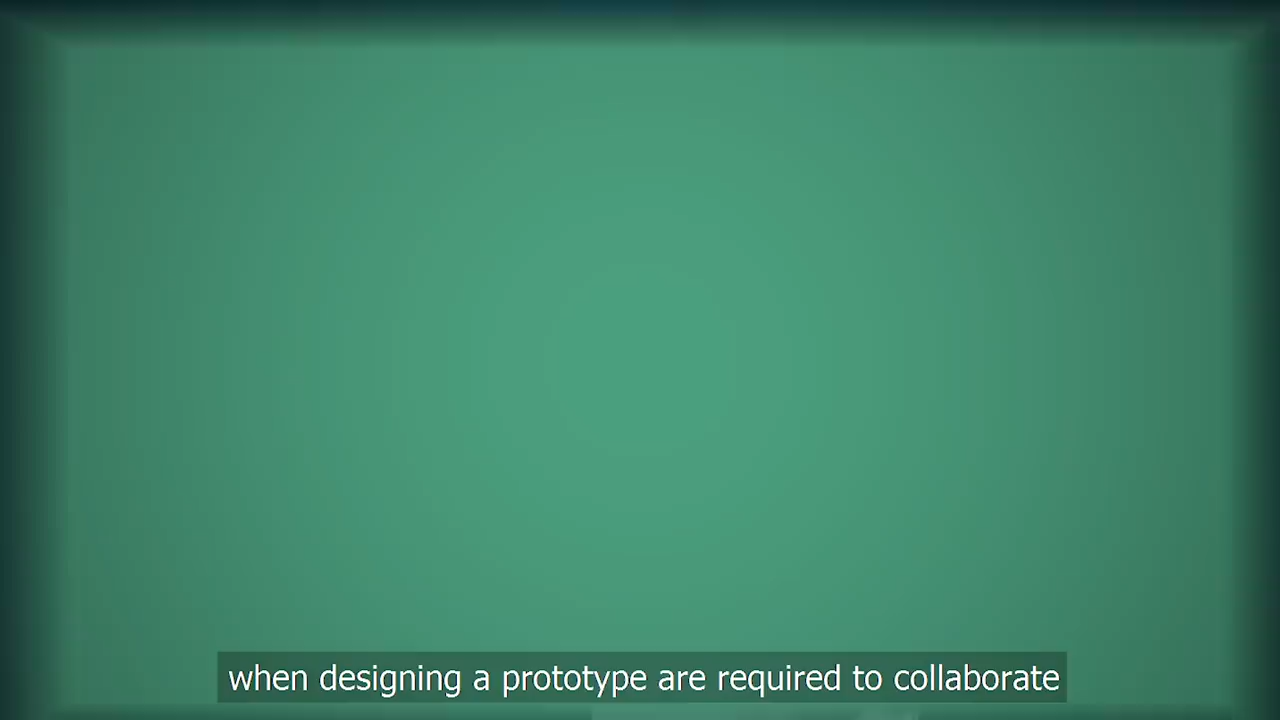 when designing a prototype are required to collaborate